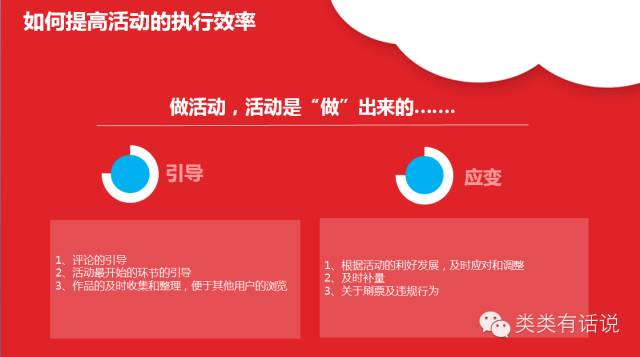 如何提高活动的执行效率
做活动，活动是“做”出来的…….
引导
应变
1、评论的引导
2、活动最开始的环节的引导
3、作品的及时收集和整理，便于其他用户的浏览
1、根据活动的利好发展，及时应对和调整
2、及时补量
3、关于刷票及违规行为
类类有话说